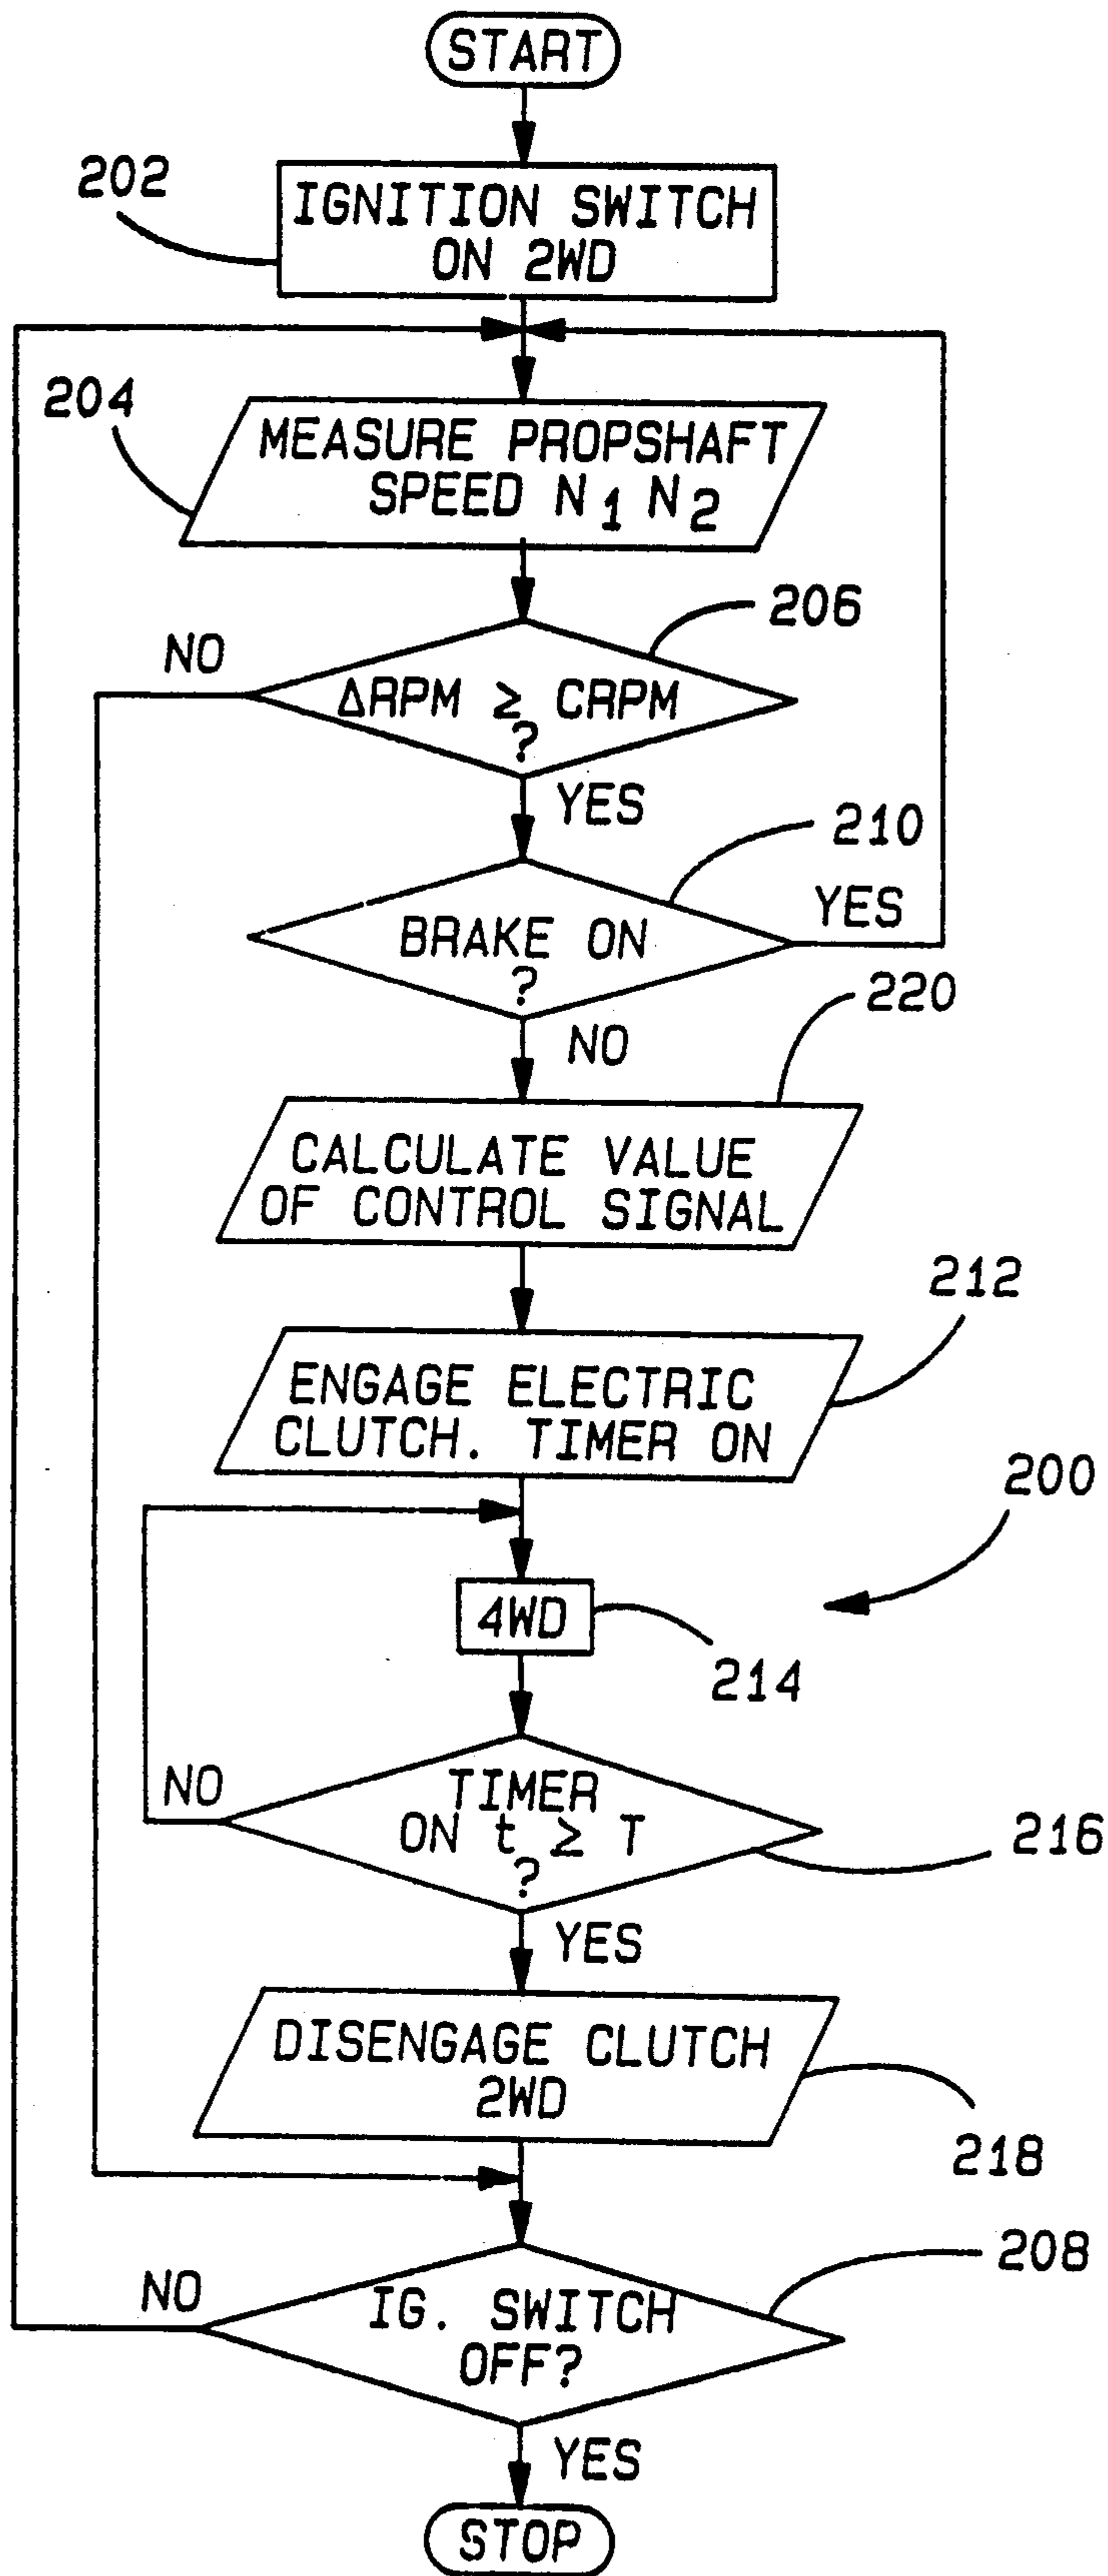 START
202
IGNITION SWITCH
ON 2WD
204
MEASURE PROPSHAFT
SPEED N1 N2
206
NO
ΔRPM ≥ CRPM
?
YES
210
BRAKE ON
?
YES
NO
220
CALCULATE VALUE
OF CONTROL SIGNAL
212
ENGAGE ELECTRIC
CLUTCH. TIMER ON
200
4WD
214
NO
TIMER
ON t ≥ T
?
216
YES
DISENGAGE CLUTCH
2WD
218
208
NO
IG. SWITCH
OFF?
YES
STOP